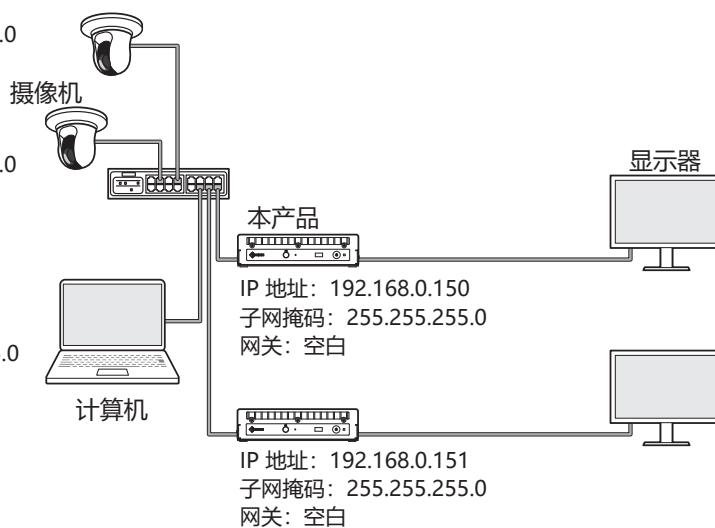 .0
摄像机
.0
显示器
本产品
IP 地址：192.168.0.150
子网掩码：255.255.255.0
网关：空白
.0
计算机
IP 地址：192.168.0.151
子网掩码：255.255.255.0
网关：空白